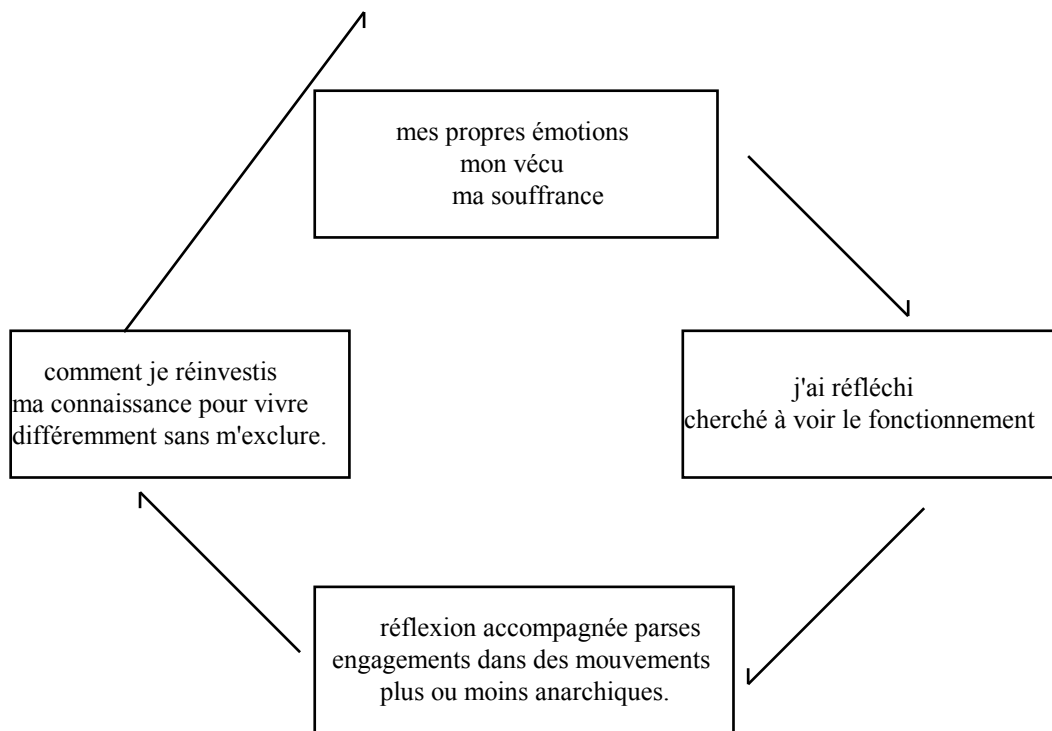 mes propres émotions
mon vécu
ma souffrance
comment je réinvestis
ma connaissance pour vivre
différemment sans m'exclure.
j'ai réfléchi
cherché à voir le fonctionnement
réflexion accompagnée parses
engagements dans des mouvements
plus ou moins anarchiques.